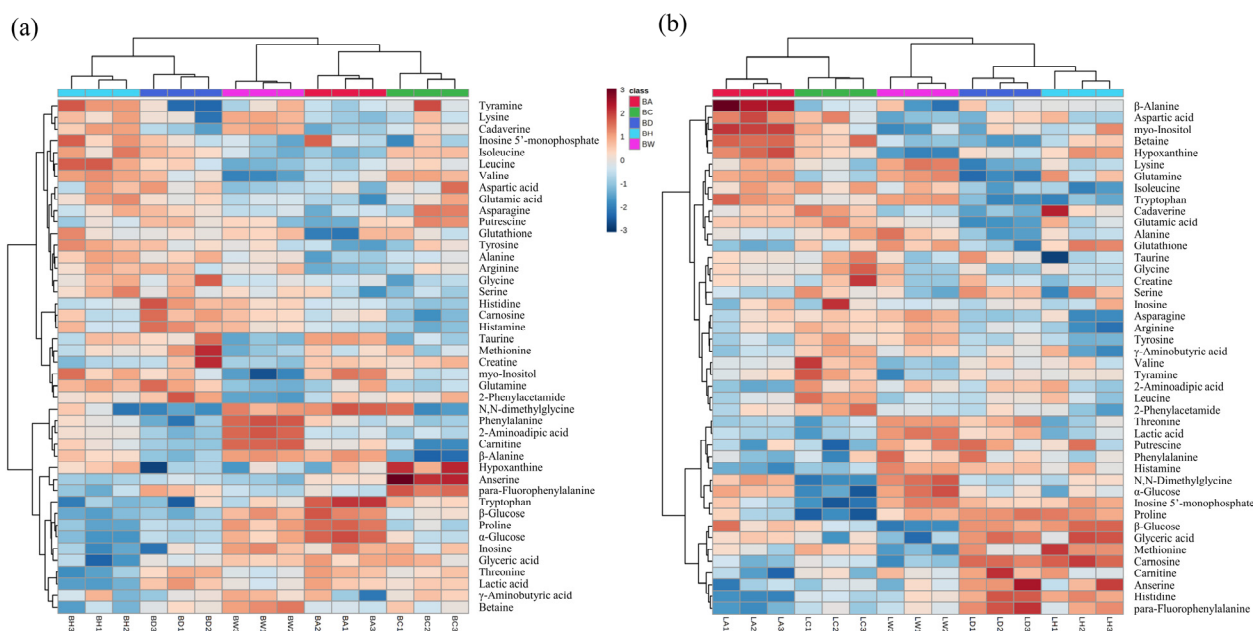 (a)
(b)
3
2
1
0
-1
-2
-3
class
BA
BC
BD
BH
BW
Tyramine
Lysine
Cadaverine
Inosine 5'-monophosphate
Isoleucine
Leucine
Valine
Aspartic acid
Glutamic acid
Asparagine
Putrescine
Glutathione
Tyrosine
Alanine
Arginine
Glycine
Serine
Histidine
Carnosine
Histamine
Taurine
Methionine
Creatine
myo-Inositol
Glutamine
2-Phenylacetamide
N,N-dimethylglycine
Phenylalanine
2-Aminoadipic acid
Carnitine
β-Alanine
Hypoxanthine
Anserine
para-Fluorophenylalanine
Tryptophan
β-Glucose
Proline
α-Glucose
Inosine
Glyceric acid
Threonine
Lactic acid
γ-Aminobutyric acid
Betaine
BH3
BH1
BH2
BD3
BD1
BD2
BW3
BW1
BW2
BA2
BA1
BA3
BC1
BC2
BC3
β-Alanine
Aspartic acid
myo-Inositol
Betaine
Hypoxanthine
Lysine
Glutamine
Isoleucine
Tryptophan
Cadaverine
Glutamic acid
Alanine
Glutathione
Taurine
Glycine
Creatine
Serine
Inosine
Asparagine
Arginine
Tyrosine
γ-Aminobutyric acid
Valine
Tyramine
2-Aminoadipic acid
Leucine
2-Phenylacetamide
Threonine
Lactic acid
Putrescine
Phenylalanine
Histamine
N,N-Dimethylglycine
α-Glucose
Inosine 5'-monophosphate
Proline
β-Glucose
Glyceric acid
Methionine
Carnosine
Carnitine
Anserine
Histidine
para-Fluorophenylalanine
LA1
LA2
LA3
LC1
LC2
LC3
LW2
LW1
LW3
LD1
LD2
LD3
LH1
LH2
LH3